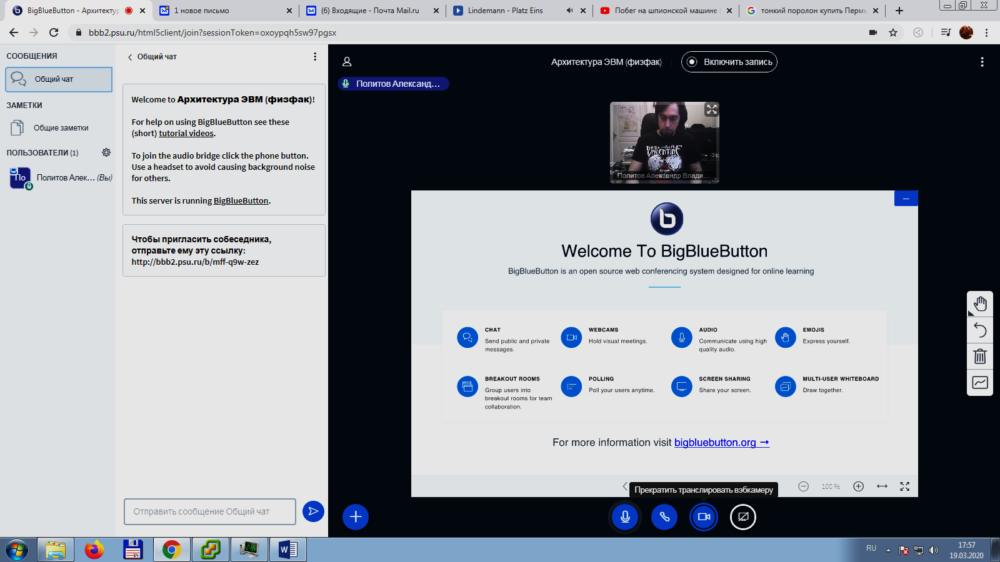 BigBlueButton - Архитектур
1 новое письмо
(6) Входящие - Почта Mail.ru
Lindemann - Platz Eins
Побег на шпионской машине
тонкий поролон купить Пермь
bbb2.psu.ru/html5client/join?sessionToken=oxoypqh5sw97pgsx
СООБЩЕНИЯ
Общий чат
ЗАМЕТКИ
Общие заметки
ПОЛЬЗОВАТЕЛИ (1)
По
Политов Алек... (Вы)
Общий чат
Welcome to Архитектура ЭВМ (физфак)!
For help on using BigBlueButton see these
(short) tutorial videos.
To join the audio bridge click the phone button.
Use a headset to avoid causing background noise
for others.
This server is running BigBlueButton.
Чтобы пригласить собеседника,
отправьте ему эту ссылку:
http://bbb2.psu.ru/b/mff-q9w-zez
Отправить сообщение Общий чат
Архитектура ЭВМ (физфак)
Включить запись
Политов Александ...
VALENTINE
Политов Александр Влади...
Welcome To BigBlueButton
BigBlueButton is an open source web conferencing system designed for online learning
CHAT
Send public and private
messages.
WEBCAMS
Hold visual meetings.
AUDIO
Communicate using high
quality audio.
EMOJIS
Express yourself.
BREAKOUT ROOMS
Group users into
breakout rooms for team
collaboration.
POLLING
Poll your users anytime.
SCREEN SHARING
Share your screen.
MULTI-USER WHITEBOARD
Draw together.
For more information visit bigbluebutton.org →
Прекратить транслировать вэбкамеру
100 %
64
RU
17:57
19.03.2020